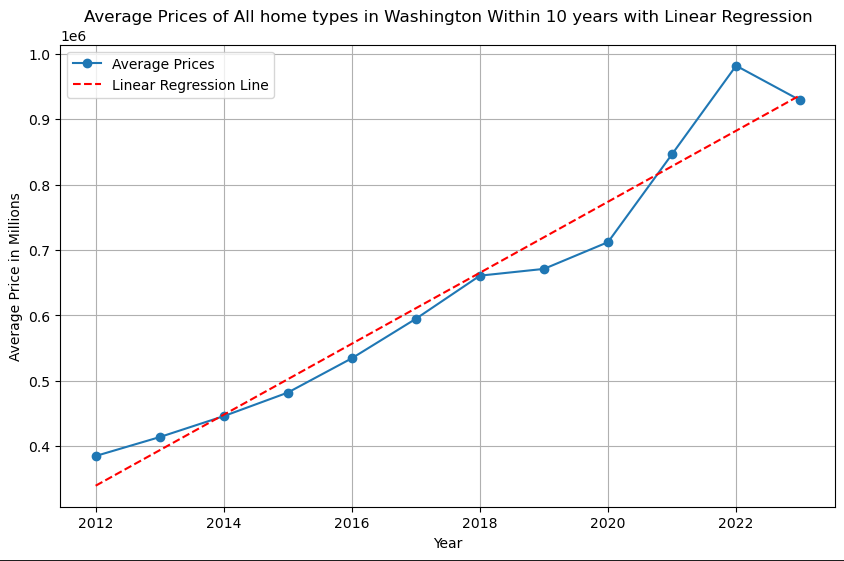 Average Prices of All home types in Washington Within 10 years with Linear Regression
1e6
Average Prices
Linear Regression Line
1.0
0.9
0.8
0.7
0.6
0.5
0.4
Average Price in Millions
2012 2014 2016 2018 2020 2022
Year